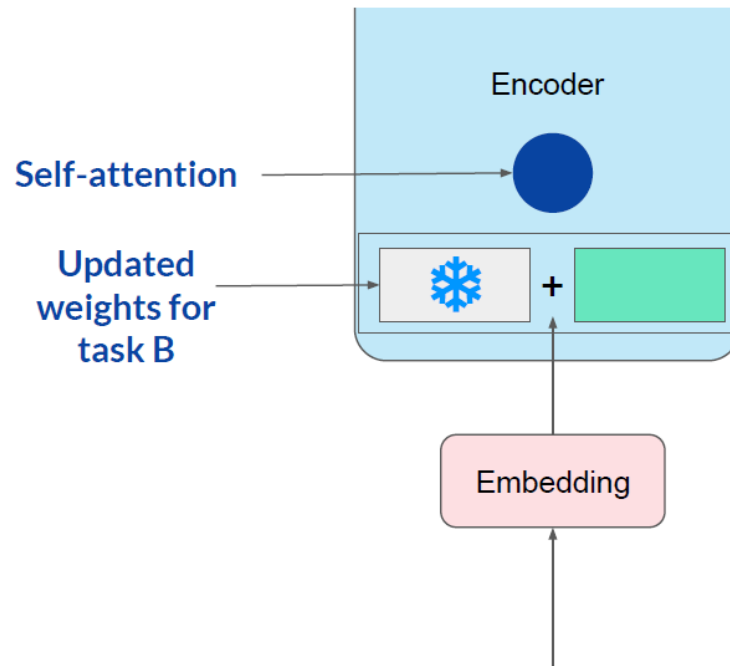 Encoder
Self-attention
Updated
weights for
task B
+
Embedding